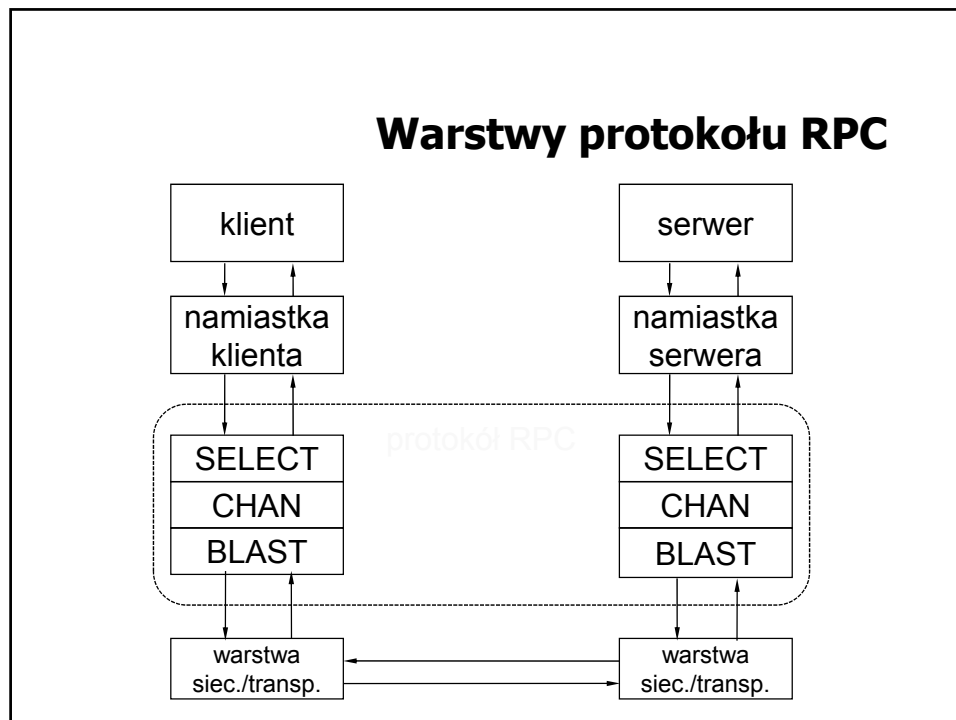 Warstwy protokołu RPC
klient
serwer
namiastka
klienta
namiastka
serwera
protokół RPC
SELECT
CHAN
BLAST
SELECT
CHAN
BLAST
warstwa
siec./transp.
warstwa
siec./transp.